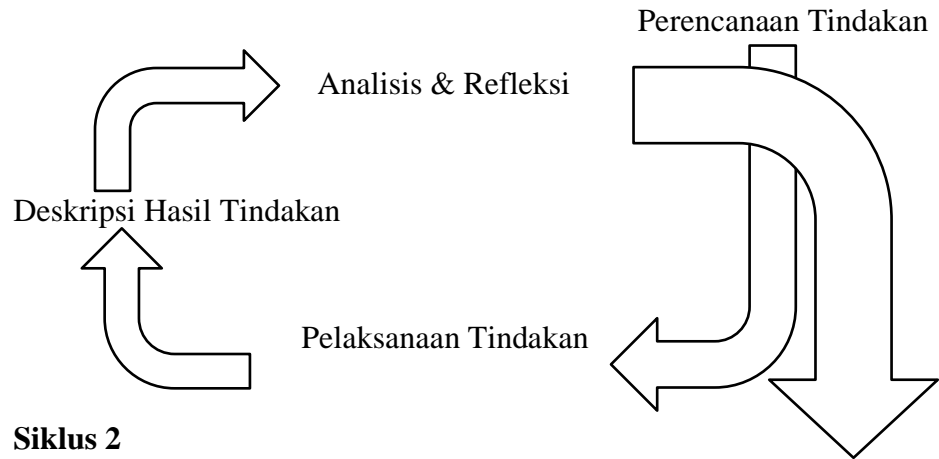 Perencanaan Tindakan
Analisis & Refleksi
Deskripsi Hasil Tindakan
Pelaksanaan Tindakan
Siklus 2